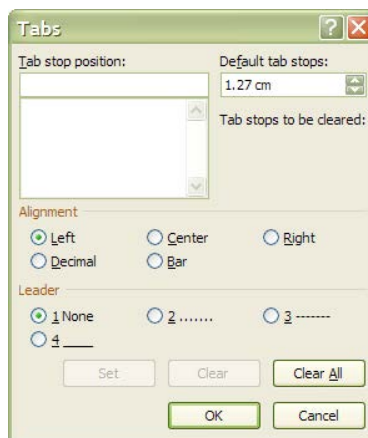 Tabs
Tab stop position: Default tab stops:
1.27 cm
Tab stops to be cleared:
Alignment
Left Center Right
Decimal Bar
Leader
1 None 2 ....... 3 -------
4 ____
Set Clear Clear All
OK Cancel